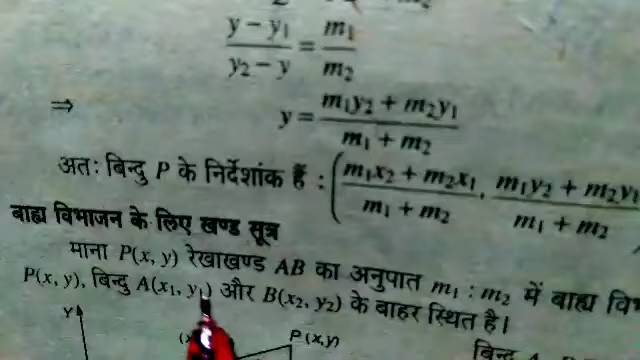 y − y₁ / y₂ − y = m₁ / m₂
⇒ y = m₁y₂ + m₂y₁ / m₁ + m₂
अतः बिन्दु P के निर्देशांक हैं : ( m₁x₂ + m₂x₁ / m₁ + m₂ , m₁y₂ + m₂y₁ / m₁ + m₂
बाह्य विभाजन के लिए खण्ड सूत्र
माना P(x, y) रेखाखण्ड AB का अनुपात m₁ : m₂ में बाह्य
P(x, y), बिन्दु A(x₁, y₁) और B(x₂, y₂) के बाहर स्थित है।
Y P(x,y)
बिन्दु